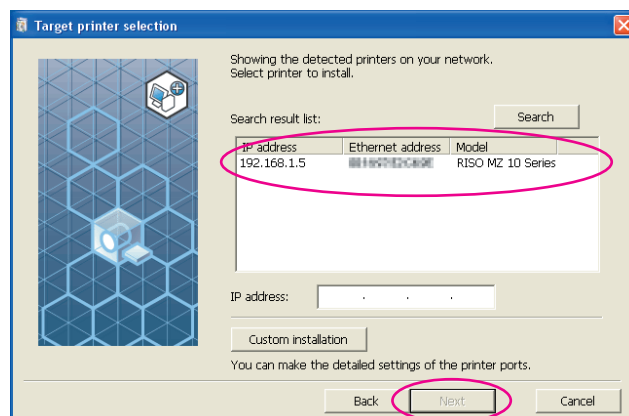 Target printer selection
Showing the detected printers on your network.
Select printer to install.
Search result list:
Search
IP address Ethernet address Model
192.168.1.5 RISO MZ 10 Series
IP address: . . .
Custom installation
You can make the detailed settings of the printer ports.
Back Next Cancel